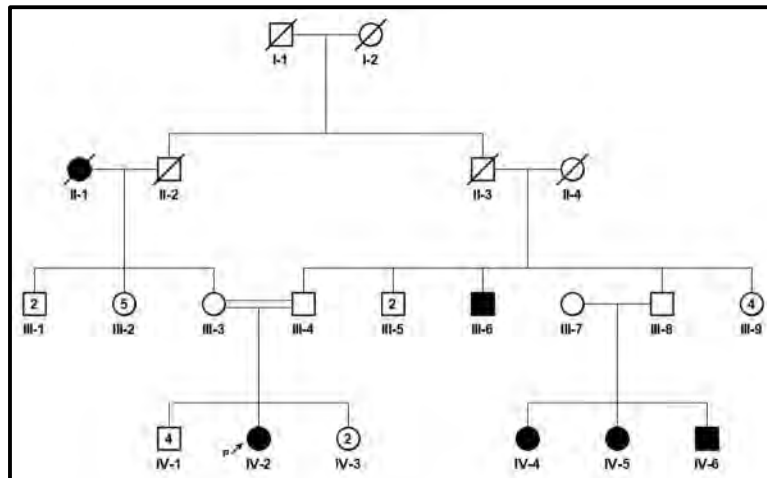 I-1 I-2
II-1 II-2 II-3 II-4
2 5 2 4
III-1 III-2 III-3 III-4 III-5 III-6 III-7 III-8 III-9
4 P 2
IV-1 IV-2 IV-3 IV-4 IV-5 IV-6